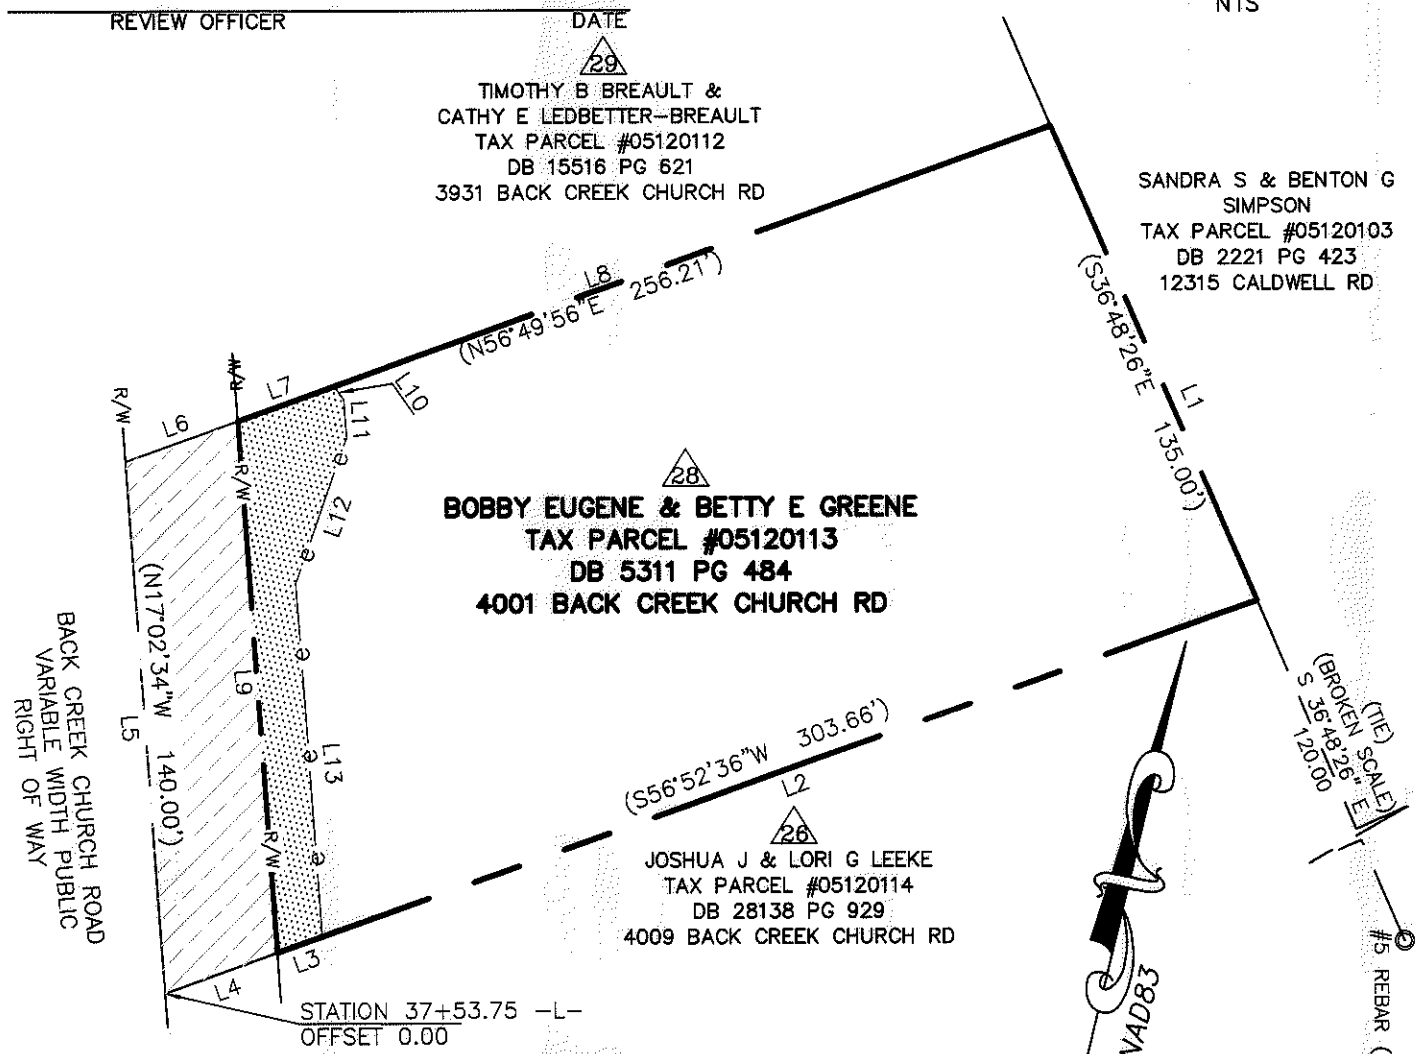 REVIEW OFFICER
DATE
NTS
29
TIMOTHY B BREAULT &
CATHY E LEDBETTER-BREAULT
TAX PARCEL #05120112
DB 15516 PG 621
3931 BACK CREEK CHURCH RD
SANDRA S & BENTON G
SIMPSON
TAX PARCEL #05120103
DB 2221 PG 423
12315 CALDWELL RD
L8
(N56°49'56"E 256.21')
(S36°48'26"E 135.00')
L1
R/W
R/W
L6
L7
L10
L11
e
R/W
L12
e
28
BOBBY EUGENE & BETTY E GREENE
TAX PARCEL #05120113
DB 5311 PG 484
4001 BACK CREEK CHURCH RD
(N17°02'34"W 140.00')
L5
L9
e
e
L13
R/W
e
BACK CREEK CHURCH ROAD
VARIABLE WIDTH PUBLIC
RIGHT OF WAY
(S56°52'36"W 303.66')
L2
(TIE)
(BROKEN SCALE)
S 36°48'26" E
120.00
26
JOSHUA J & LORI G LEEKE
TAX PARCEL #05120114
DB 28138 PG 929
4009 BACK CREEK CHURCH RD
L3
L4
STATION 37+53.75 -L-
OFFSET 0.00
VAD83
#5 REBAR (